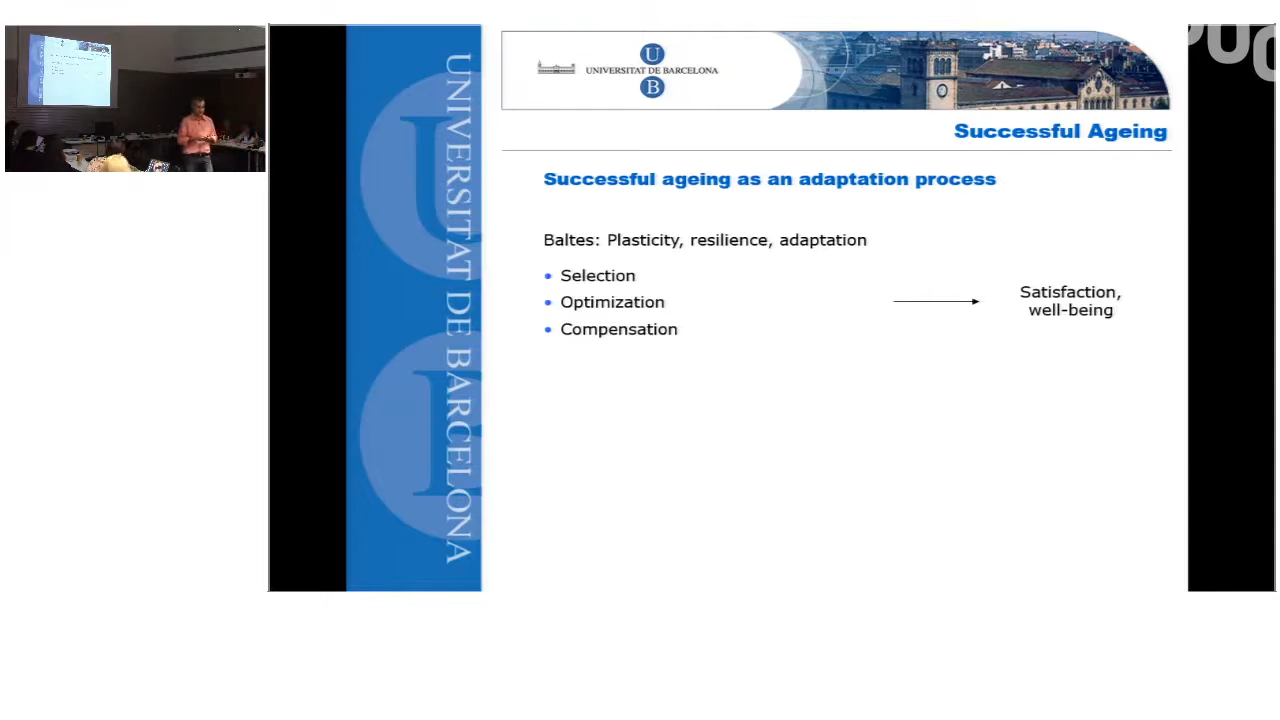 UNIVERSITAT DE BARCELONA
U
UNIVERSITAT DE BARCELONA
B
Successful Ageing
Successful ageing as an adaptation process
Baltes: Plasticity, resilience, adaptation
• Selection
• Optimization
• Compensation
Satisfaction,
well-being
UOC